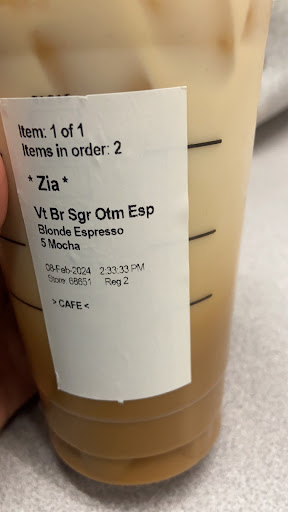 Item: 1 of 1
Items in order: 2
* Zia *
Vt Br Sgr Otm Esp
Blonde Espresso
5 Mocha
08-Feb-2024 2:33:33 PM
Store: 68651 Reg 2
> CAFE <